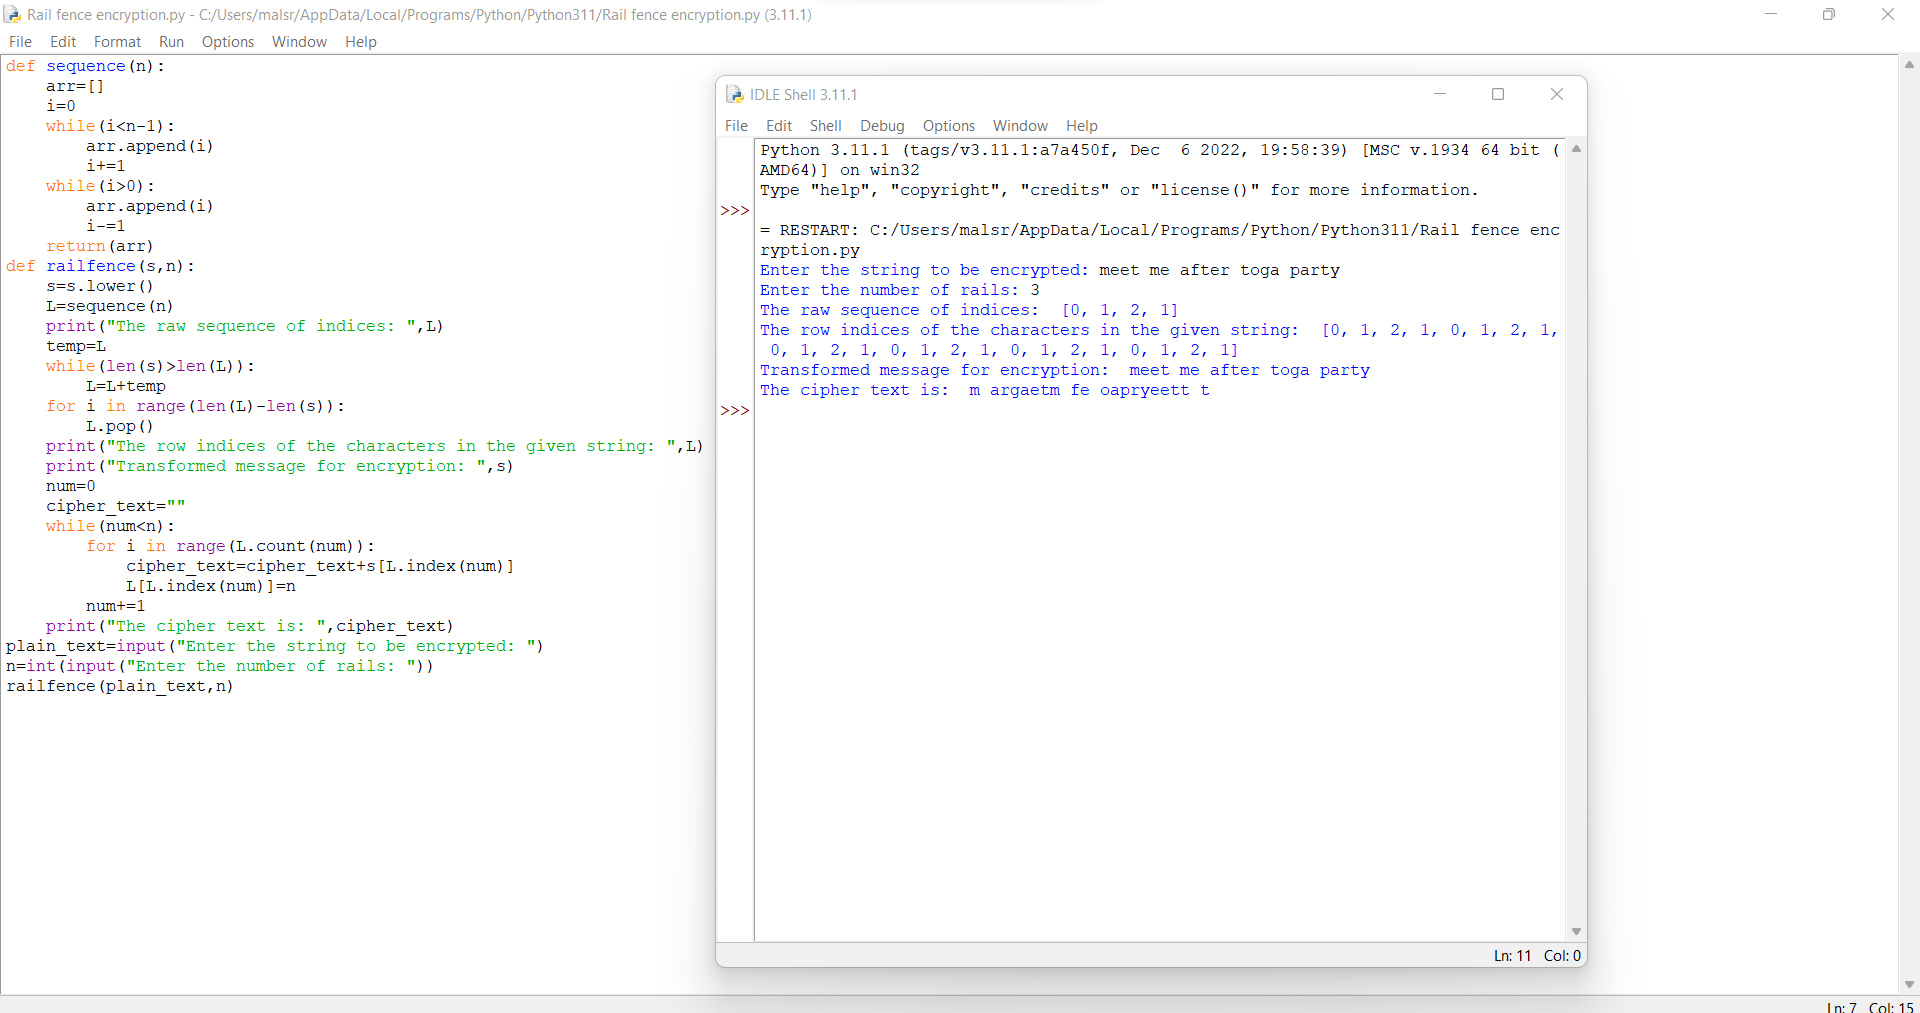 Rail fence encryption.py - C:/Users/malsr/AppData/Local/Programs/Python/Python311/Rail fence encryption.py (3.11.1)
File Edit Format Run Options Window Help
def sequence(n):
    arr=[]
    i=0
    while(i<n-1):
        arr.append(i)
        i+=1
    while(i>0):
        arr.append(i)
        i-=1
    return(arr)
def railfence(s,n):
    s=s.lower()
    L=sequence(n)
    print("The raw sequence of indices: ",L)
    temp=L
    while(len(s)>len(L)):
        L=L+temp
    for i in range(len(L)-len(s)):
        L.pop()
    print("The row indices of the characters in the given string: ",L)
    print("Transformed message for encryption: ",s)
    num=0
    cipher_text=""
    while(num<n):
        for i in range(L.count(num)):
            cipher_text=cipher_text+s[L.index(num)]
            L[L.index(num)]=n
        num+=1
    print("The cipher text is: ",cipher_text)
plain_text=input("Enter the string to be encrypted: ")
n=int(input("Enter the number of rails: "))
railfence(plain_text,n)
IDLE Shell 3.11.1
File Edit Shell Debug Options Window Help
Python 3.11.1 (tags/v3.11.1:a7a450f, Dec  6 2022, 19:58:39) [MSC v.1934 64 bit (
AMD64)] on win32
Type "help", "copyright", "credits" or "license()" for more information.
>>>
= RESTART: C:/Users/malsr/AppData/Local/Programs/Python/Python311/Rail fence enc
ryption.py
Enter the string to be encrypted: meet me after toga party
Enter the number of rails: 3
The raw sequence of indices:  [0, 1, 2, 1]
The row indices of the characters in the given string:  [0, 1, 2, 1, 0, 1, 2, 1,
 0, 1, 2, 1, 0, 1, 2, 1, 0, 1, 2, 1, 0, 1, 2, 1]
Transformed message for encryption:  meet me after toga party
The cipher text is:  m argaetm fe oapryeett t
>>>
Ln: 11 Col: 0
Ln: 7 Col: 15